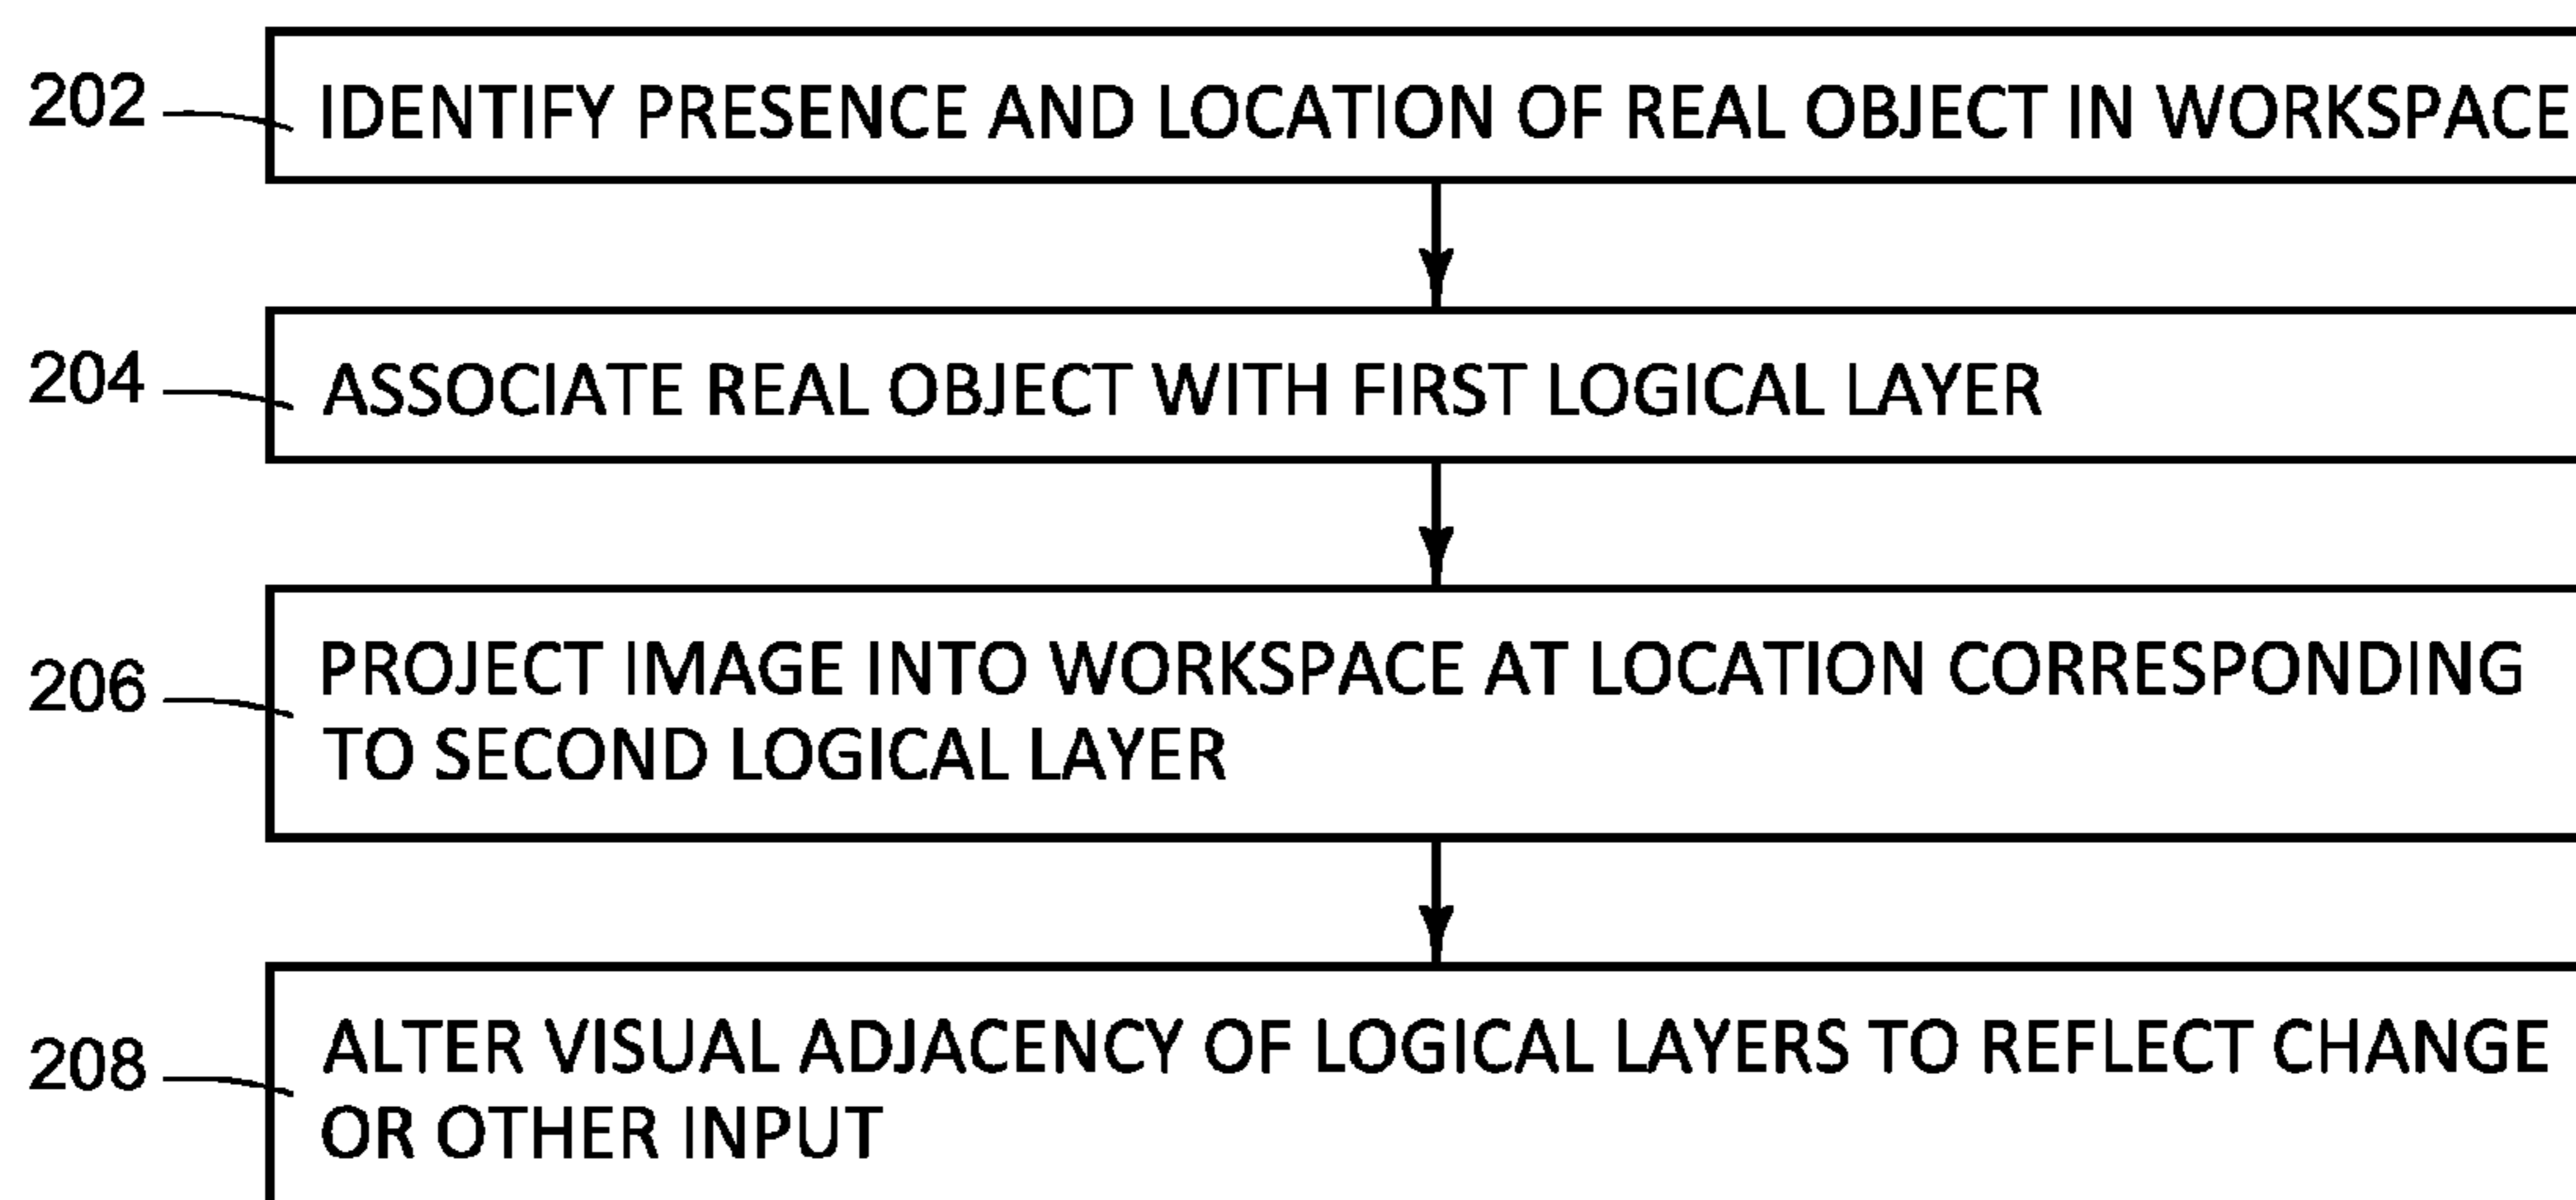 202 IDENTIFY PRESENCE AND LOCATION OF REAL OBJECT IN WORKSPACE
204 ASSOCIATE REAL OBJECT WITH FIRST LOGICAL LAYER
206 PROJECT IMAGE INTO WORKSPACE AT LOCATION CORRESPONDING
TO SECOND LOGICAL LAYER
208 ALTER VISUAL ADJACENCY OF LOGICAL LAYERS TO REFLECT CHANGE
OR OTHER INPUT